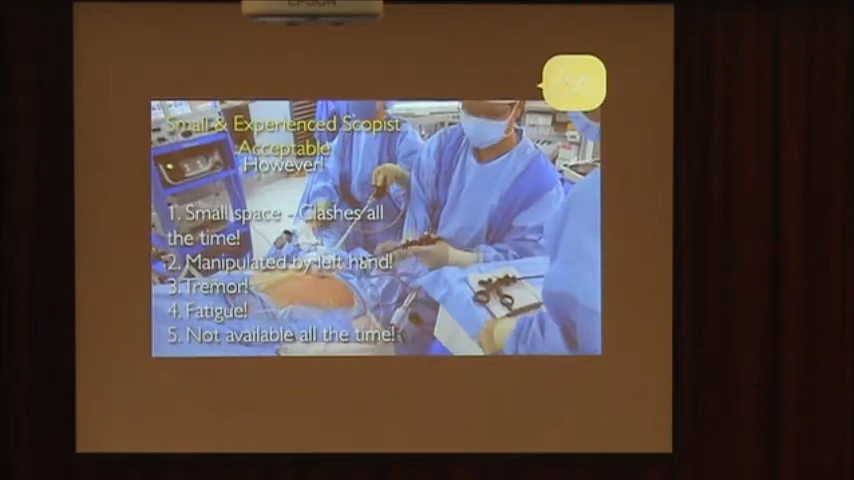 EPSON
Small & Experienced Scopist
Acceptable
However!
1. Small space - Clashes all
the time!
2. Manipulated by left hand!
3. Tremor!
4. Fatigue!
5. Not available all the time!